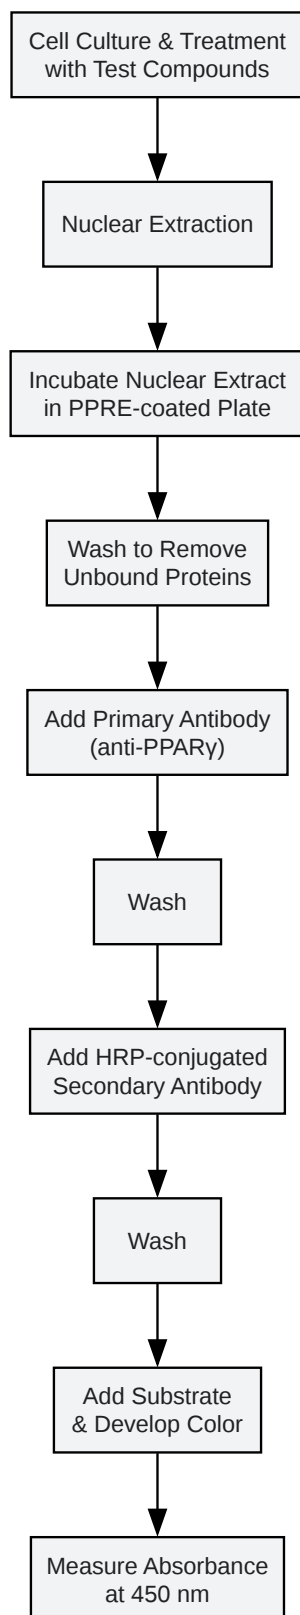 Cell Culture & Treatment
with Test Compounds
Nuclear Extraction
Incubate Nuclear Extract
in PPRE-coated Plate
Wash to Remove
Unbound Proteins
Add Primary Antibody
(anti-PPARγ)
Wash
Add HRP-conjugated
Secondary Antibody
Wash
Add Substrate
& Develop Color
Measure Absorbance
at 450 nm